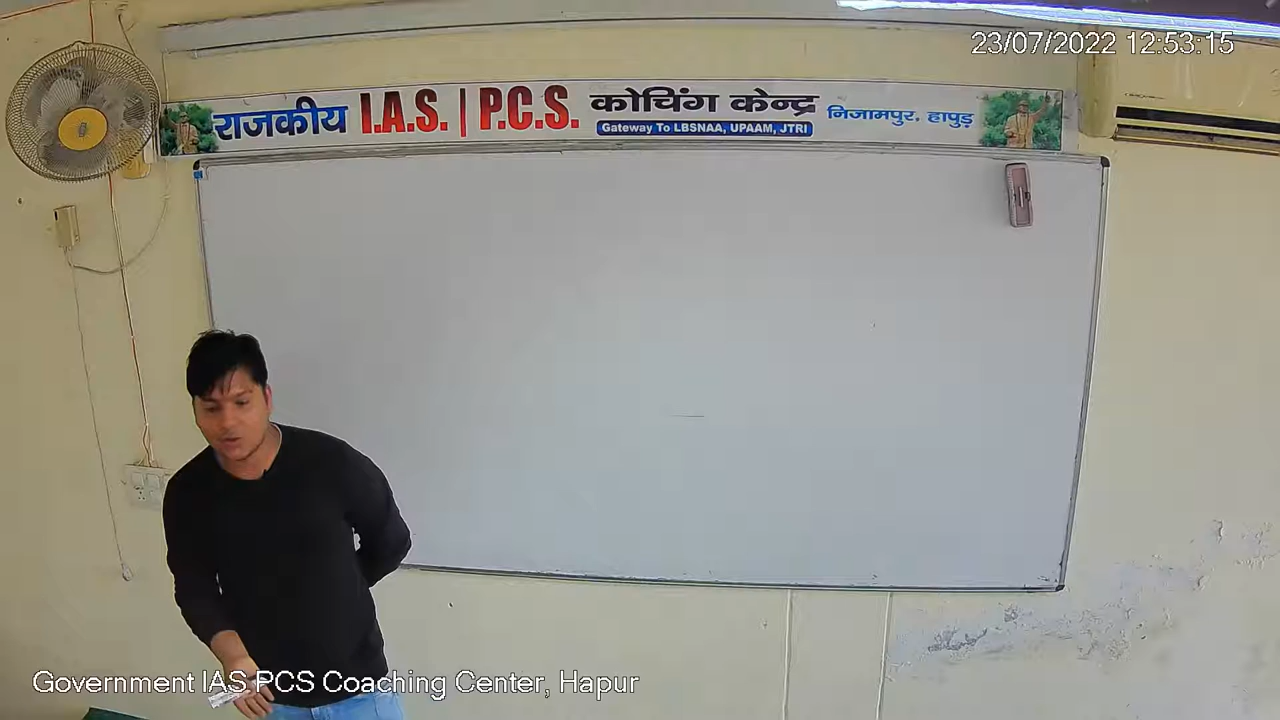 23/07/2022 12:53:15
राजकीय I.A.S. | P.C.S. कोचिंग केन्द्र निजामपुर, हापुड़
Gateway To LBSNAA, UPAAM, JTRI
Government IAS PCS Coaching Center, Hapur